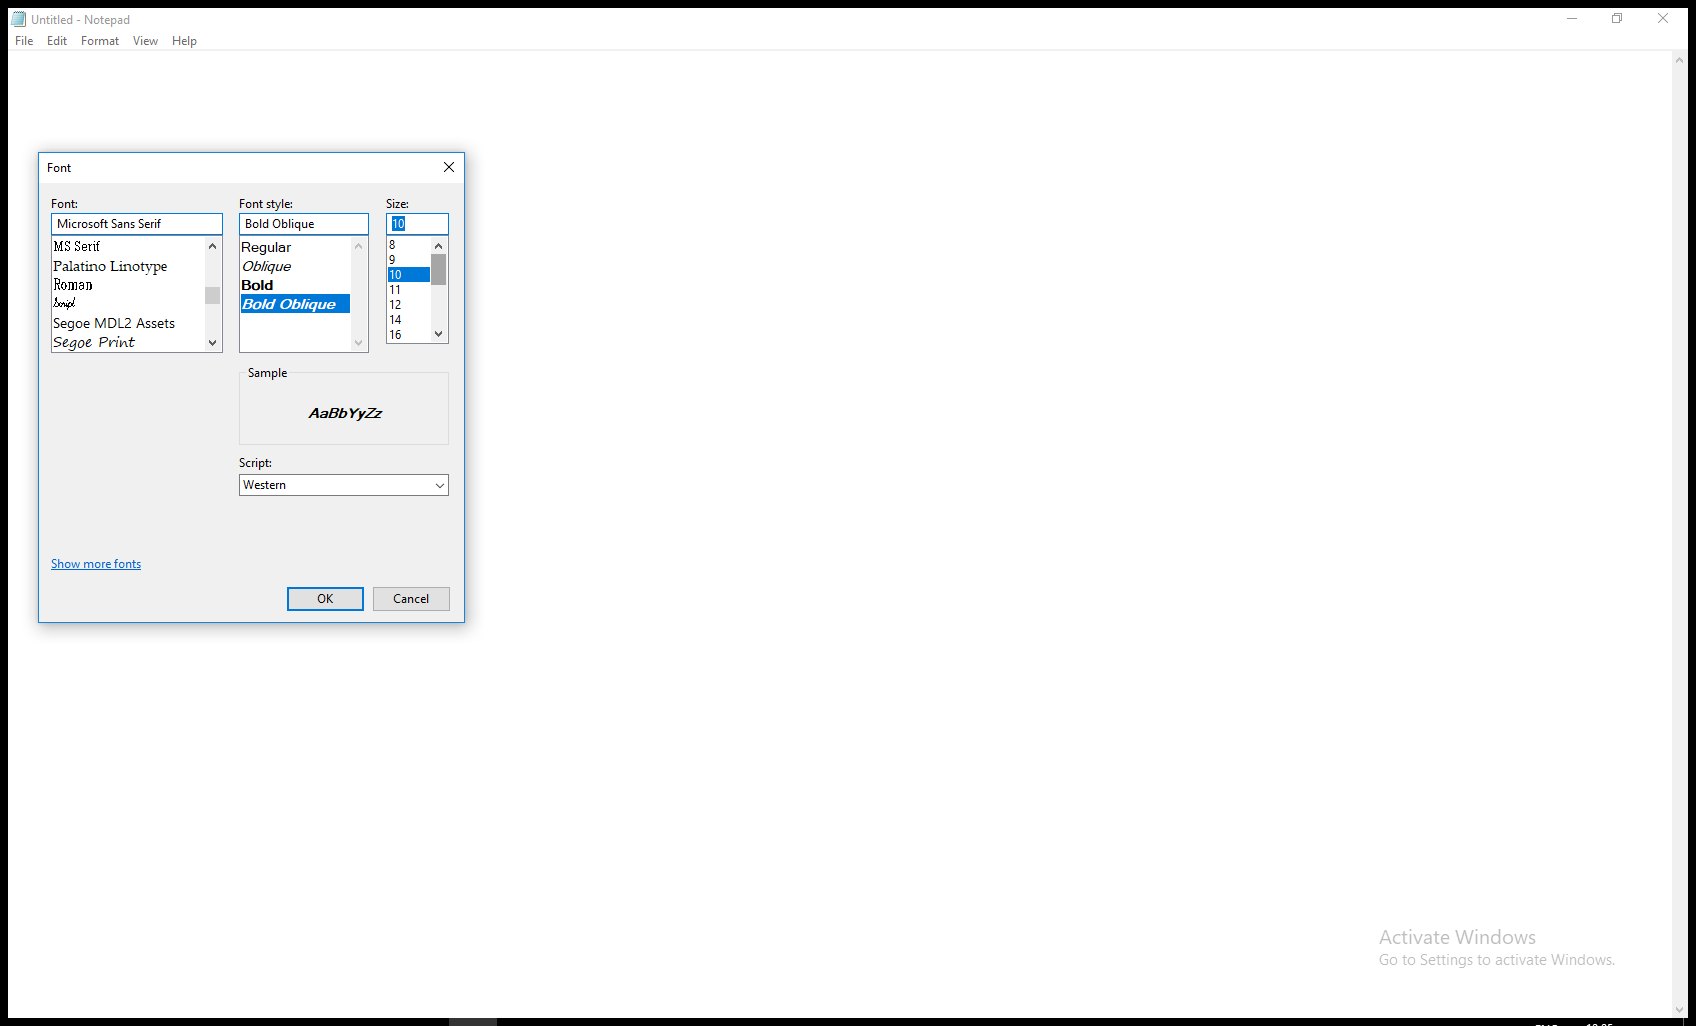 Untitled - Notepad
File Edit Format View Help
Font
Font: Font style: Size:
Microsoft Sans Serif Bold Oblique 10
MS Serif
Palatino Linotype
Roman
Script
Segoe MDL2 Assets
Segoe Print
Regular
Oblique
Bold
Bold Oblique
8
9
10
11
12
14
16
Sample
AaBbYyZz
Script:
Western
Show more fonts
OK Cancel
Activate Windows
Go to Settings to activate Windows.